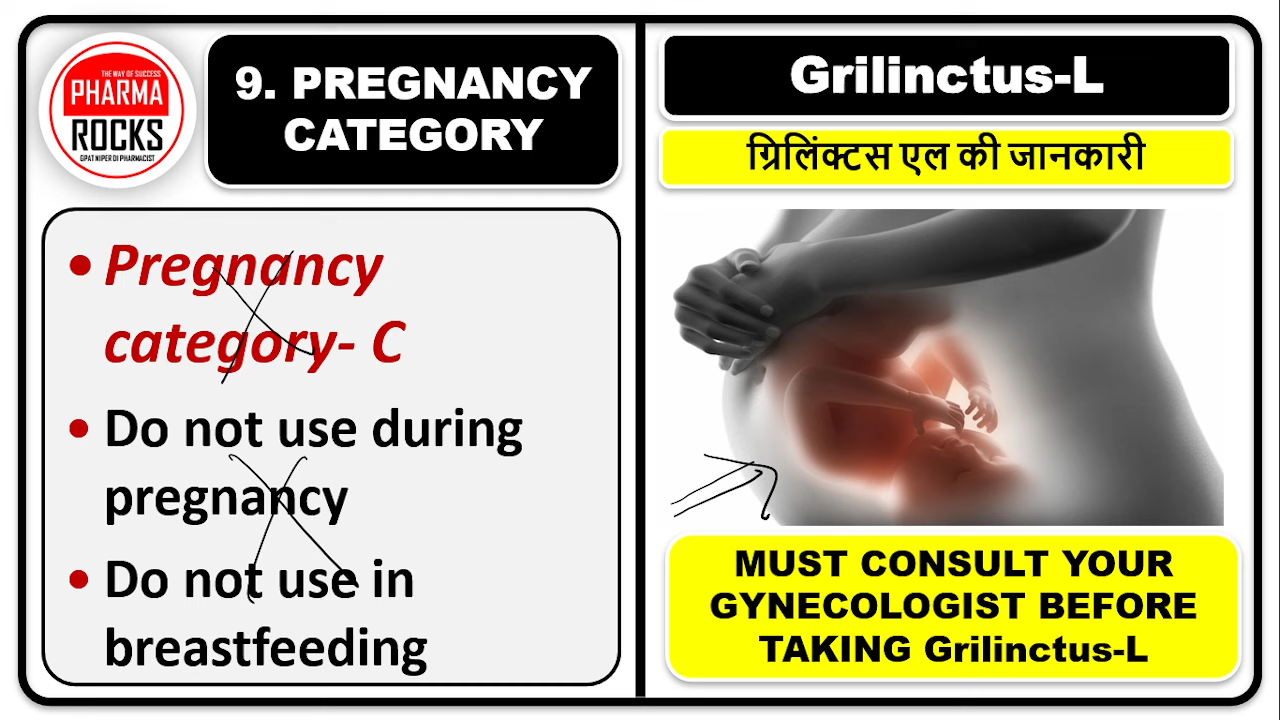 THE WAY OF SUCCESS
PHARMA
ROCKS
GPAT NIPER DI PHARMACIST
9. PREGNANCY
CATEGORY
• Pregnancy
category- C
• Do not use during
pregnancy
• Do not use in
breastfeeding
Grilinctus-L
ग्रिलिंक्टस एल की जानकारी
MUST CONSULT YOUR
GYNECOLOGIST BEFORE
TAKING Grilinctus-L